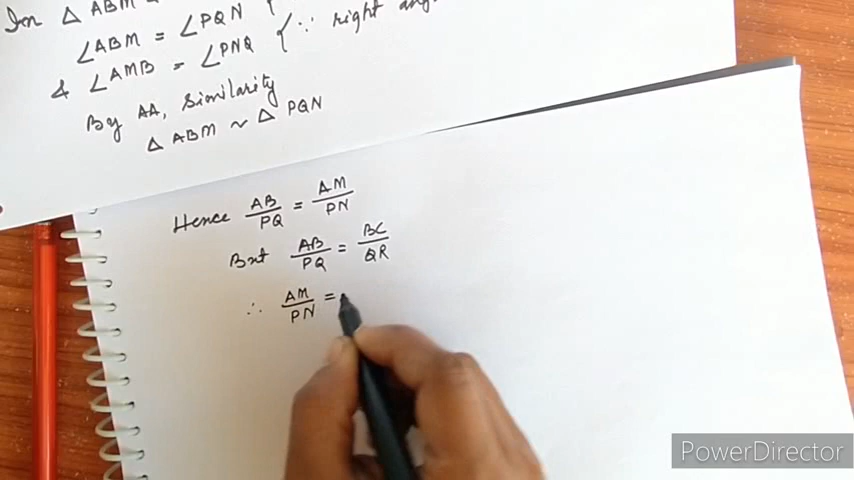 In △ ABM
∠ABM = ∠PQN {
& ∠AMB = ∠PNQ {∵ right
By AA, similarity
△ ABM ~ △ PQN
Hence AB/PQ = AM/PN
But AB/PQ = BC/QR
∴ AM/PN =
PowerDirector